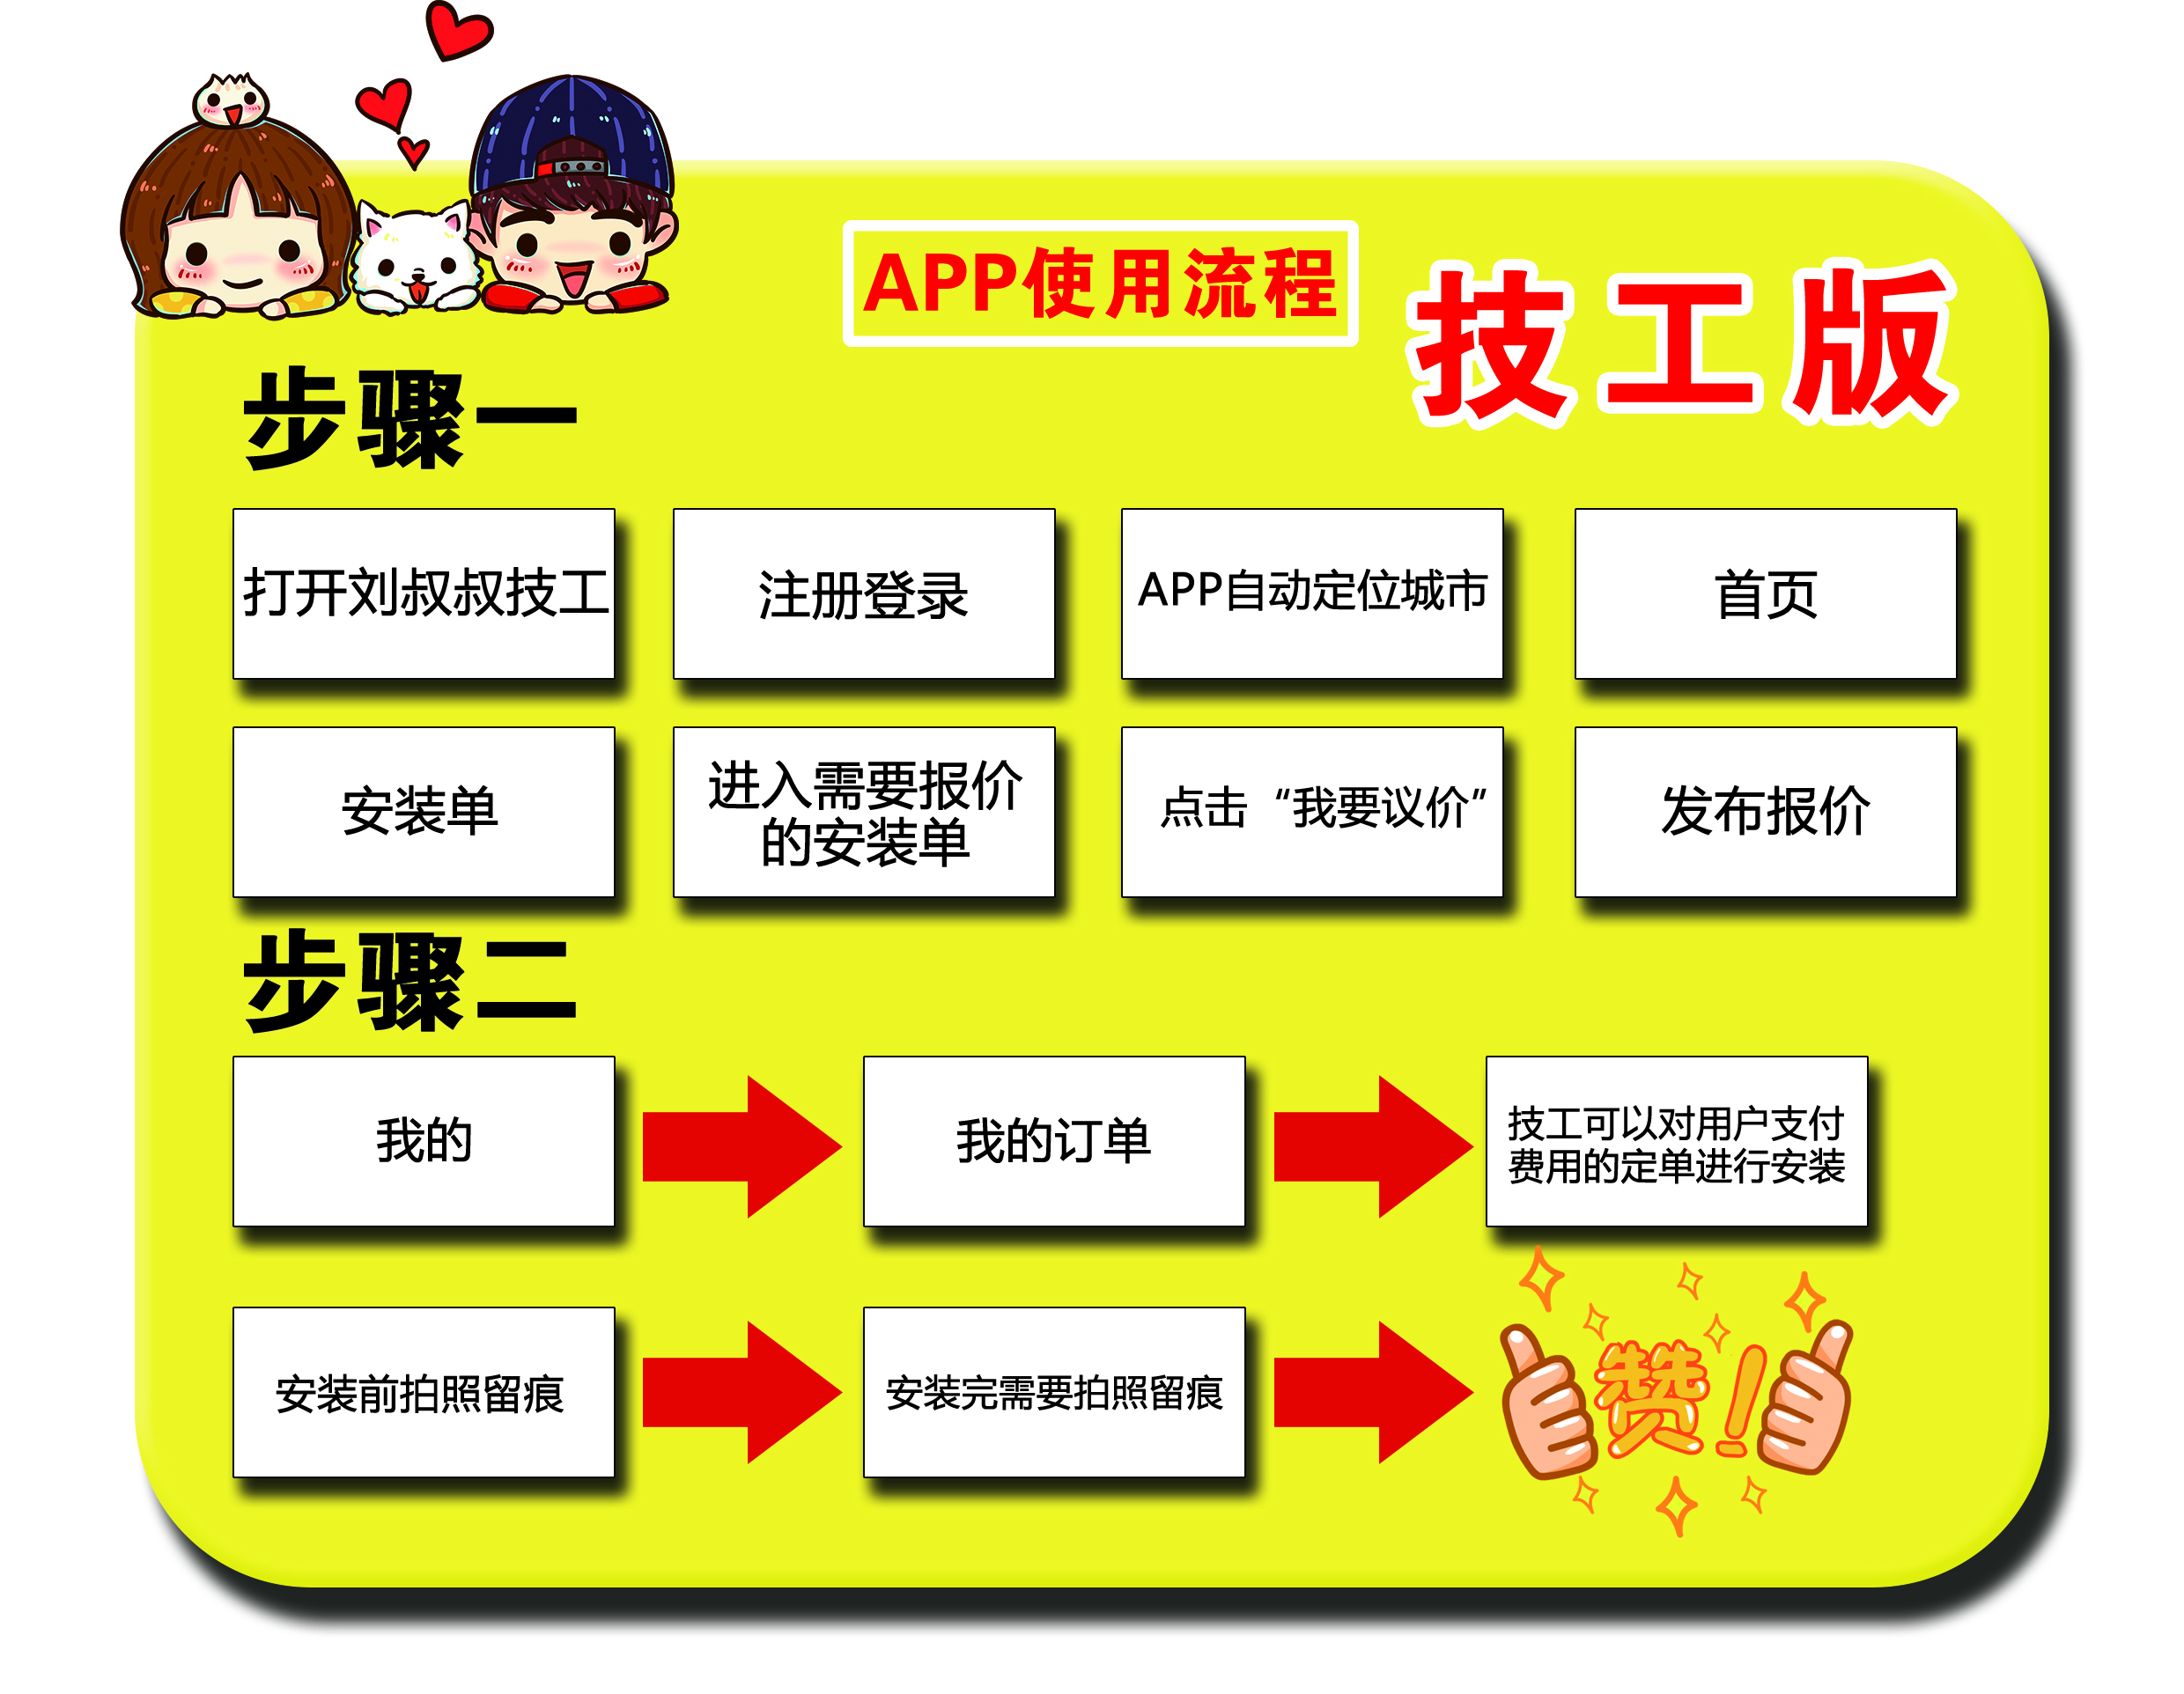 APP使用流程
技工版
步骤一
打开刘叔叔技工
注册登录
APP自动定位城市
首页
安装单
进入需要报价
的安装单
点击“我要议价”
发布报价
步骤二
我的
我的订单
技工可以对用户支付
费用的定单进行安装
安装前拍照留痕
安装完需要拍照留痕
赞!